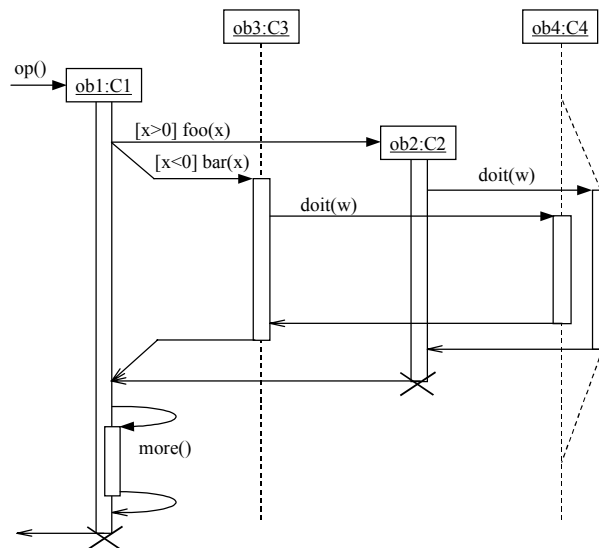 ob3:C3
ob4:C4
op()
ob1:C1
[x>0] foo(x)
ob2:C2
[x<0] bar(x)
doit(w)
doit(w)
more()